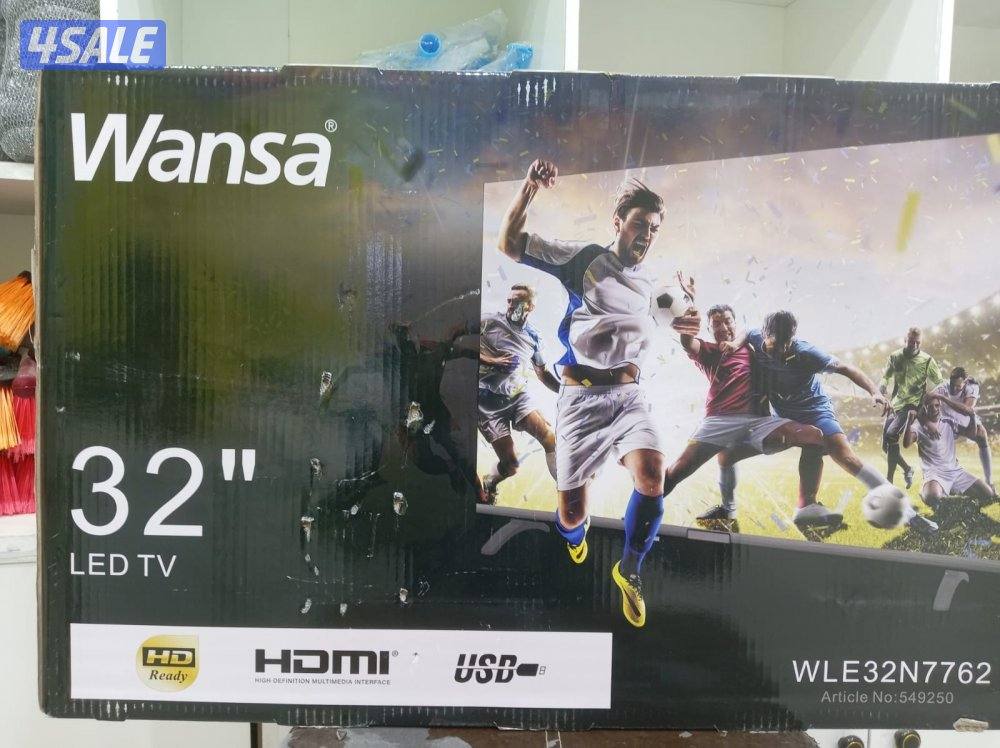 4SALE
Wansa®
32"
LED TV
HD
Ready
HDMI®
HIGH-DEFINITION MULTIMEDIA INTERFACE
USB
WLE32N7762
Article No:549250